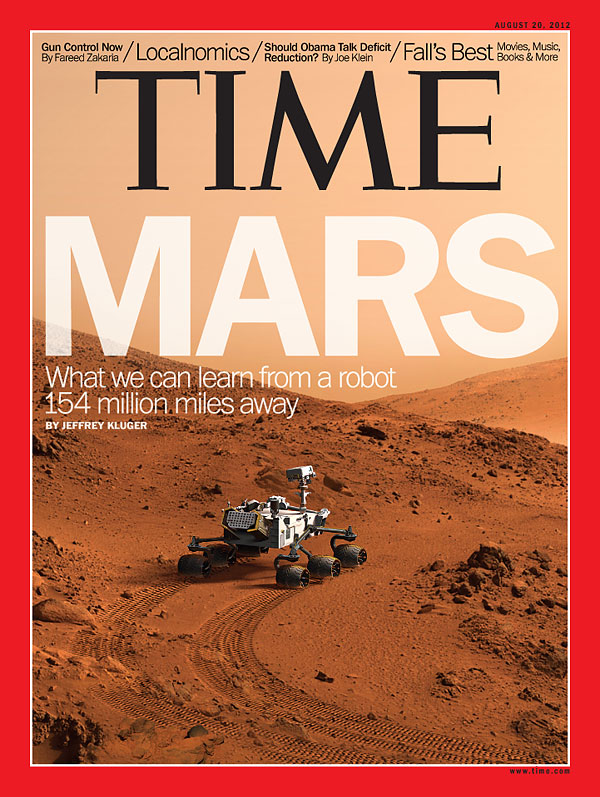 AUGUST 20, 2012
Gun Control Now
By Fareed Zakaria
/ Localnomics /
Should Obama Talk Deficit
Reduction? By Joe Klein
/ Fall's Best
Movies, Music,
Books & More
TIME
MARS
What we can learn from a robot
154 million miles away
BY JEFFREY KLUGER
www.time.com